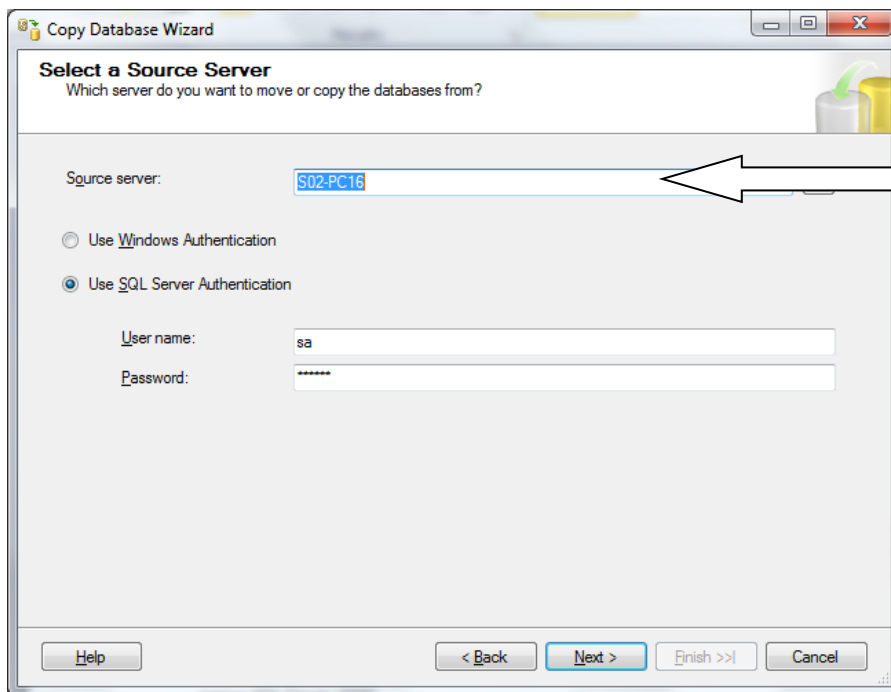 Copy Database Wizard
Select a Source Server
Which server do you want to move or copy the databases from?
Source server: S02-PC16
Use Windows Authentication
Use SQL Server Authentication
User name: sa
Password: ******
Help < Back Next > Finish >>| Cancel